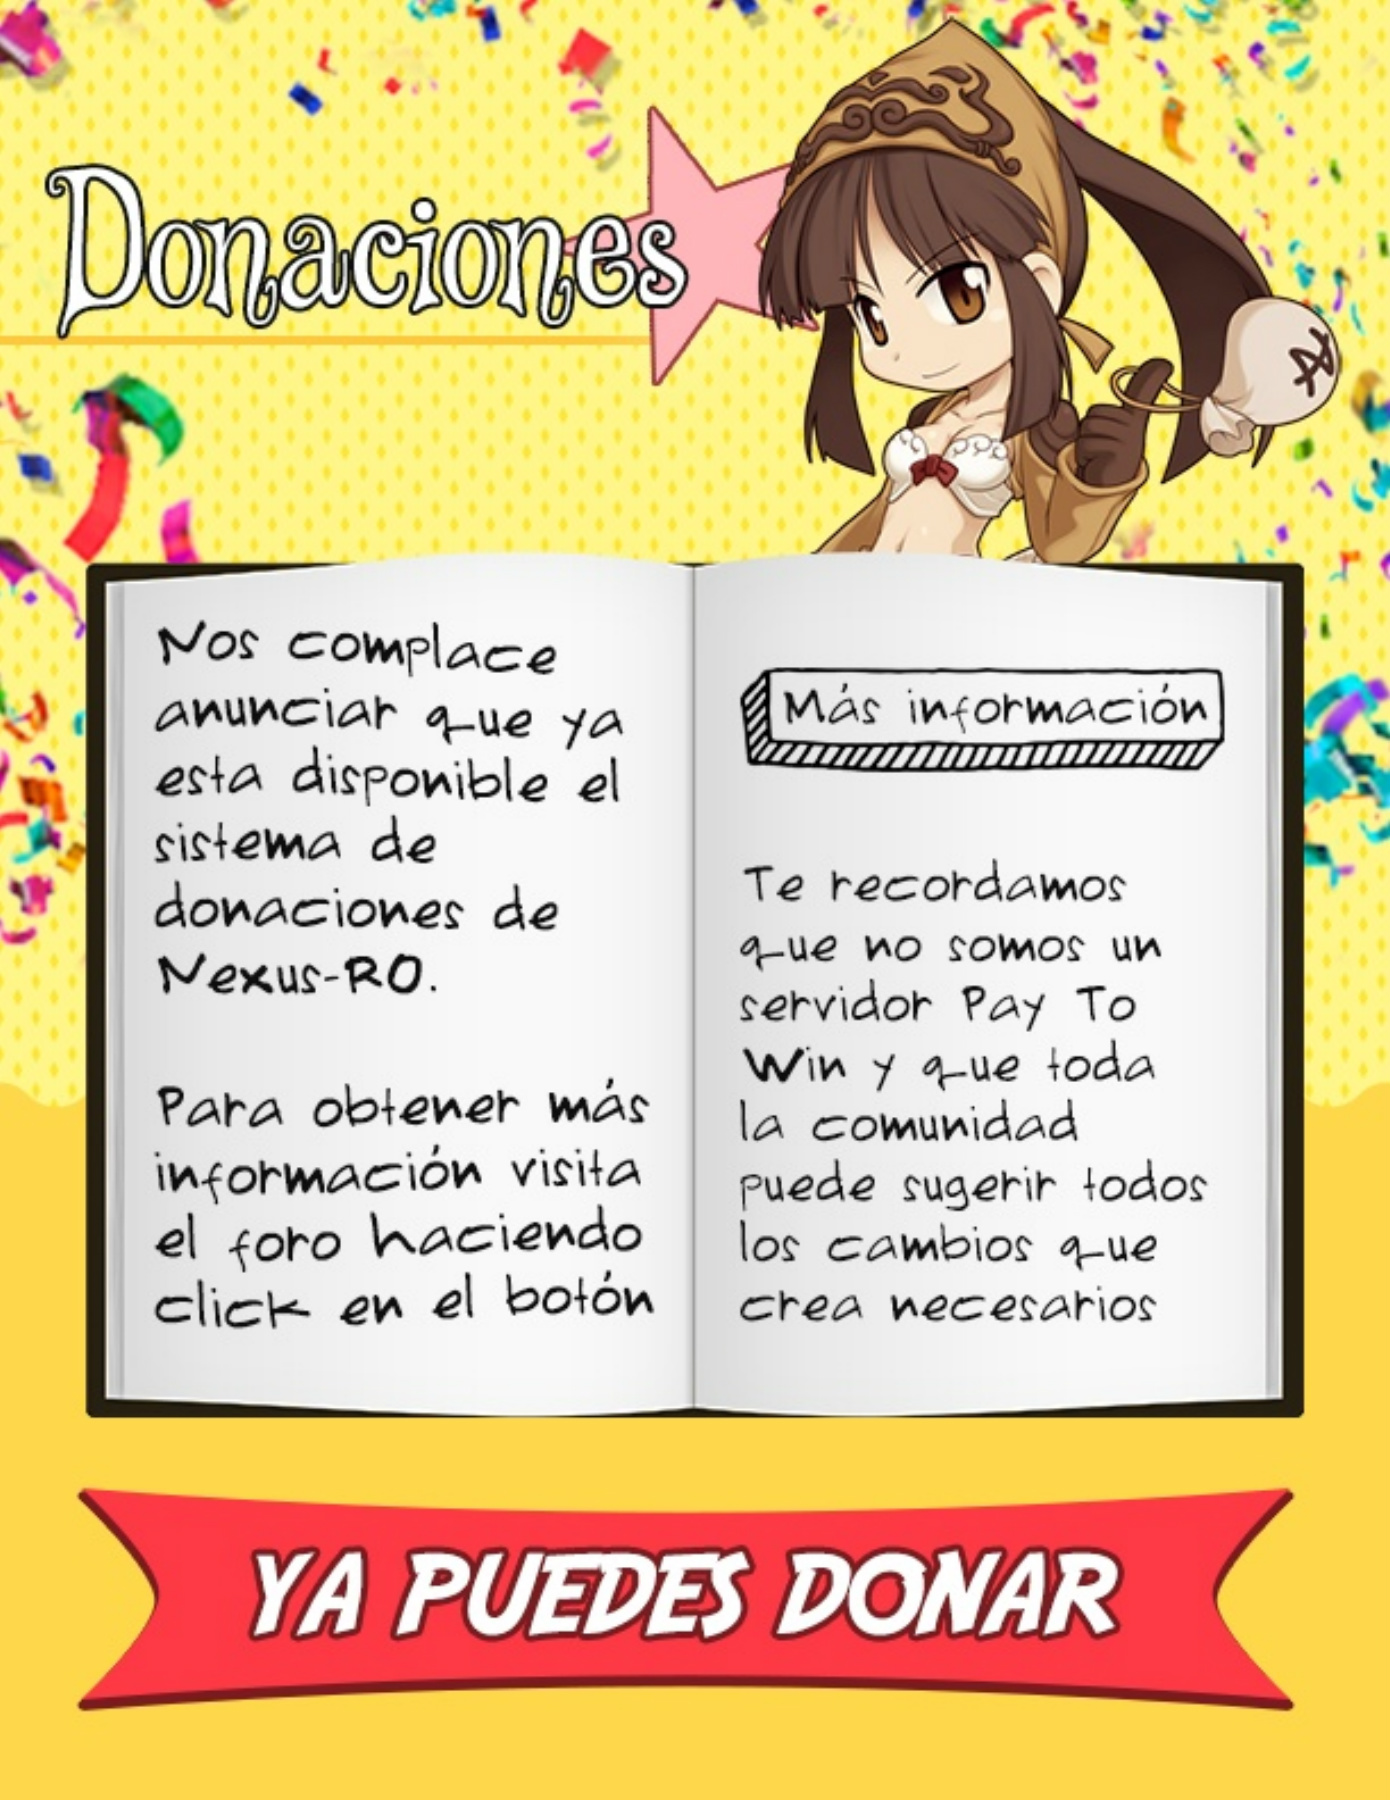 Donaciones
Nos complace
anunciar que ya
esta disponible el
sistema de
donaciones de
Nexus-RO.
Para obtener más
información visita
el foro haciendo
click en el botón
Más información
Te recordamos
que no somos un
servidor Pay To
Win y que toda
la comunidad
puede sugerir todos
los cambios que
crea necesarios
YA PUEDES DONAR